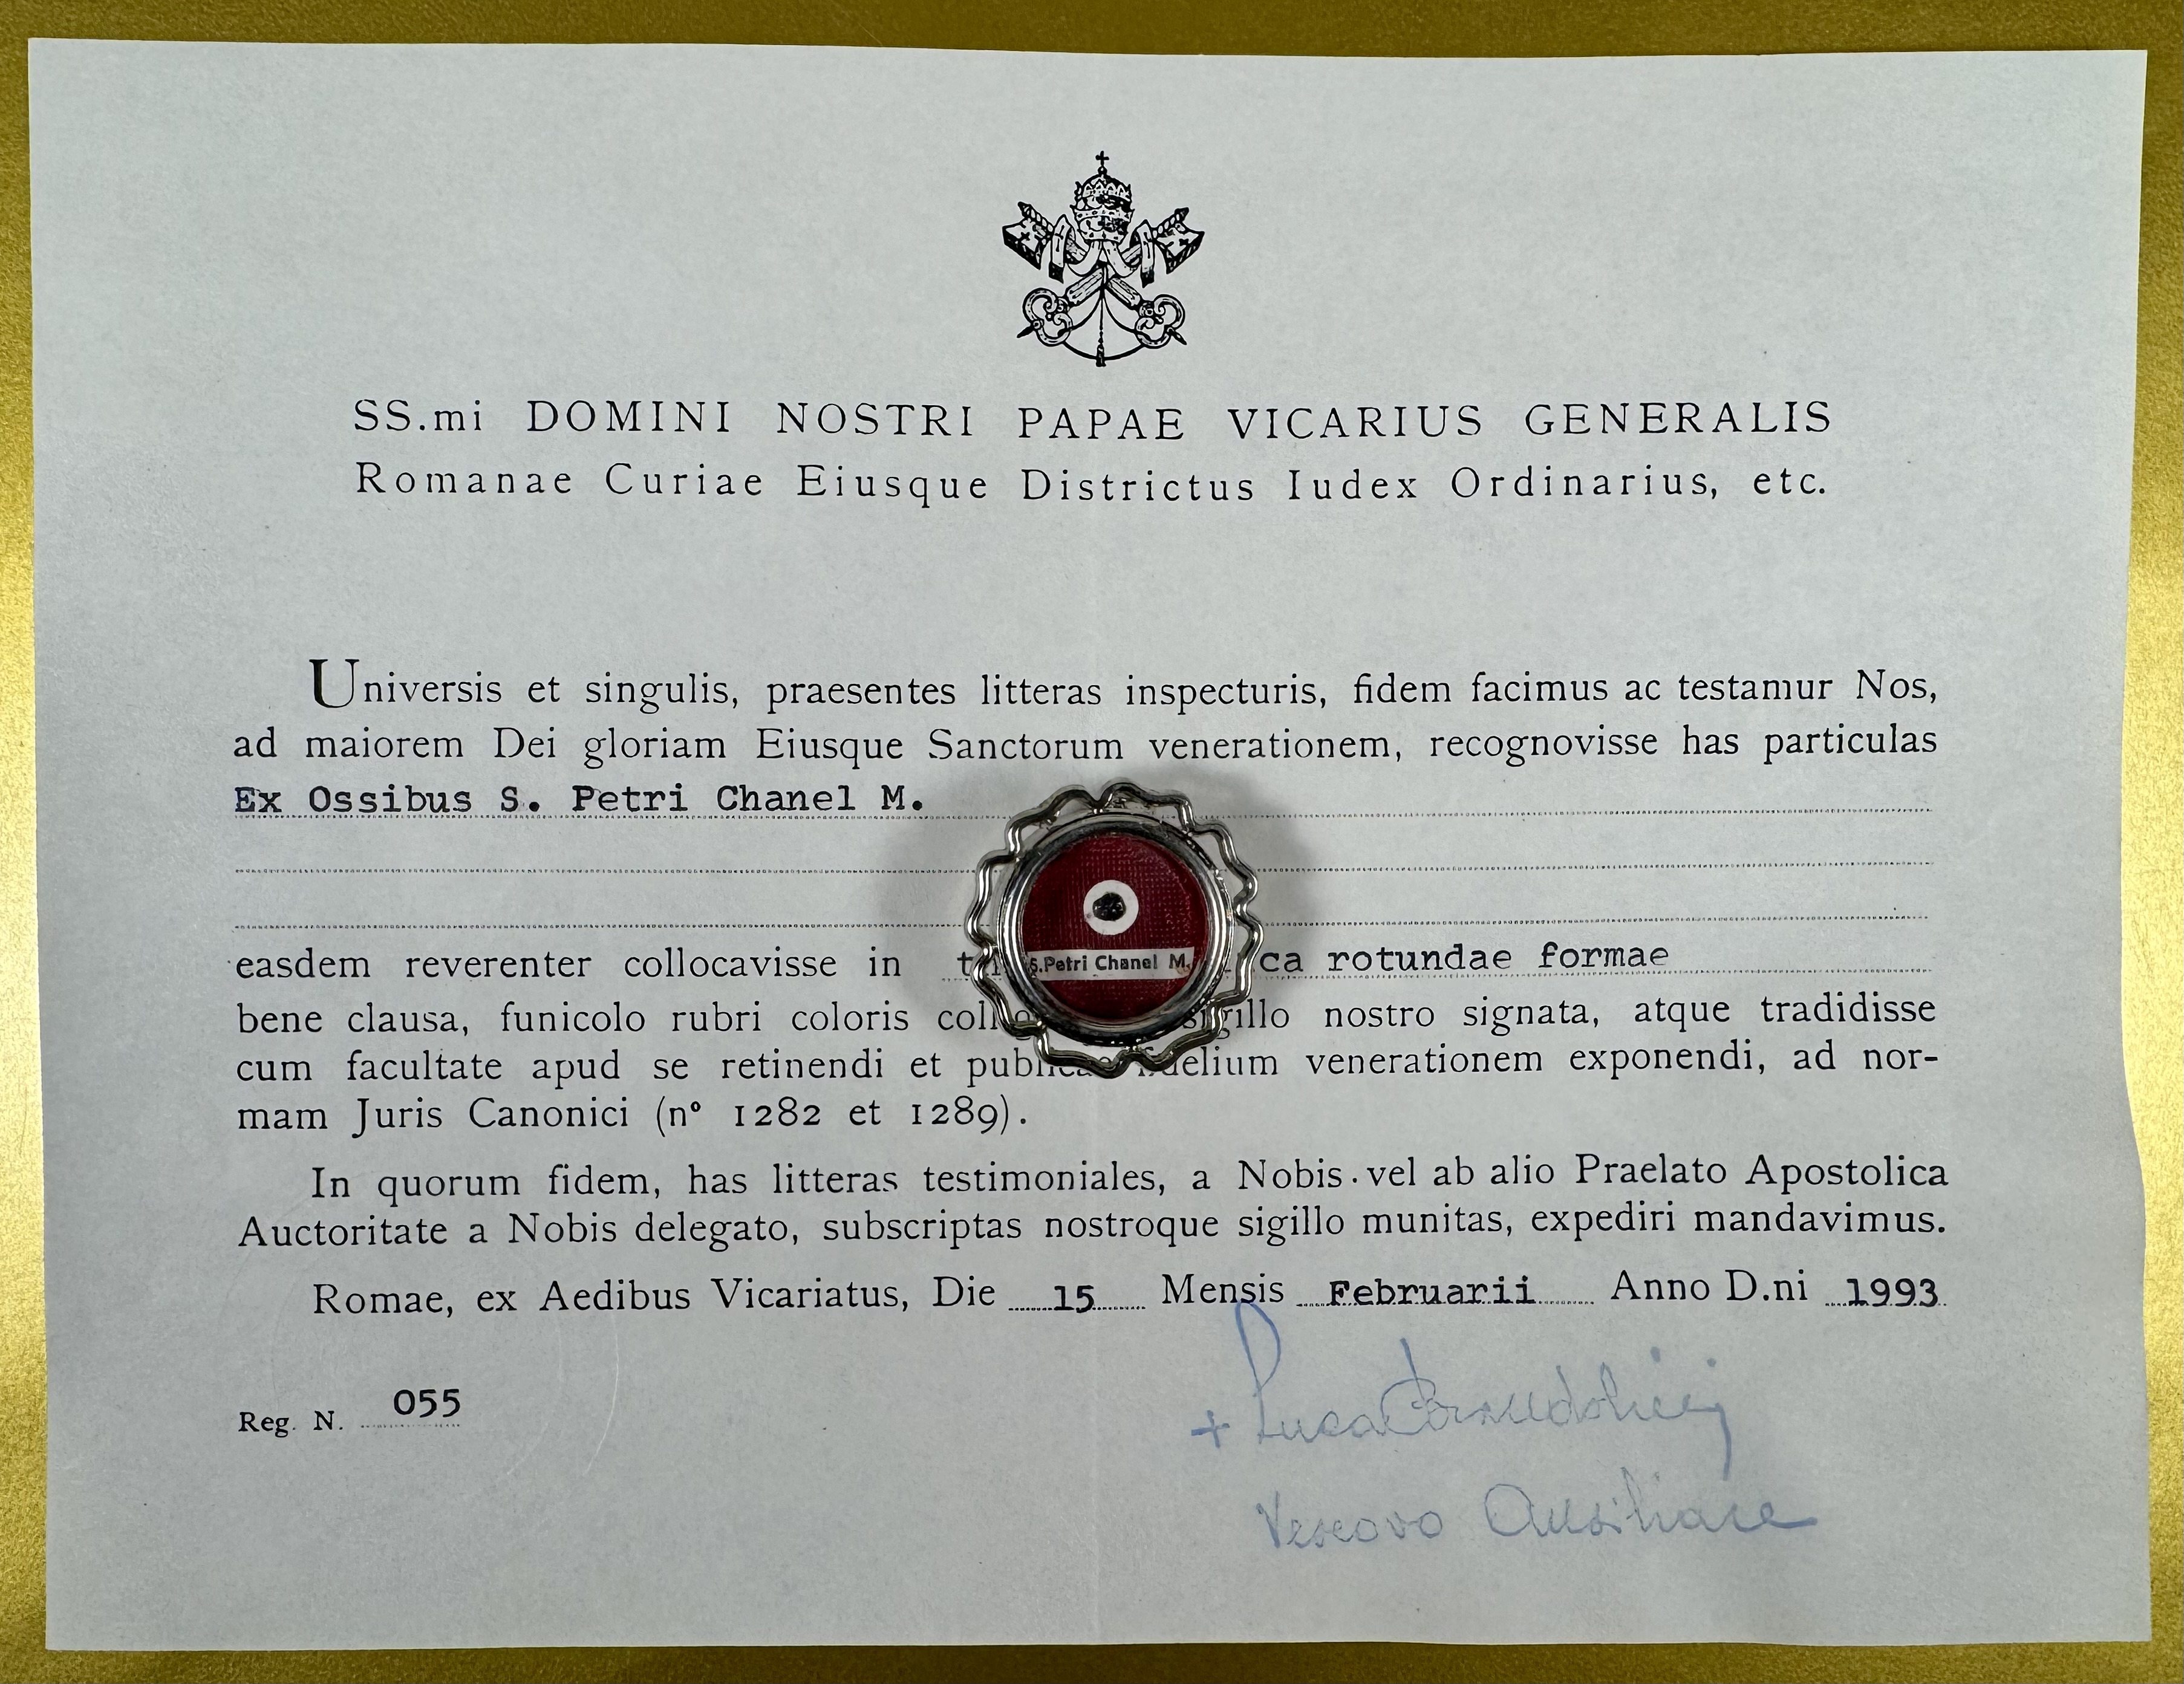 SS.mi DOMINI NOSTRI PAPAE VICARIUS GENERALIS
Romanae Curiae Eiusque Districtus Iudex Ordinarius, etc.
Universis et singulis, praesentes litteras inspecturis, fidem facimus ac testamur Nos,
ad maiorem Dei gloriam Eiusque Sanctorum venerationem, recognovisse has particulas
Ex Ossibus S. Petri Chanel M.
easdem reverenter collocavisse in rotundae formae
S.Petri Chanel M.
bene clausa, funicolo rubri coloris nostro signata, atque tradidisse
cum facultate apud se retinendi et venerationem exponendi, ad nor-
mam Juris Canonici (n° 1282 et 1289).
In quorum fidem, has litteras testimoniales, a Nobis vel ab alio Praelato Apostolica
Auctoritate a Nobis delegato, subscriptas nostroque sigillo munitas, expediri mandavimus.
Romae, ex Aedibus Vicariatus, Die 15 Mensis Februarii Anno D.ni 1993
Reg. N. 055
+ Luca
Vescovo Ausiliare